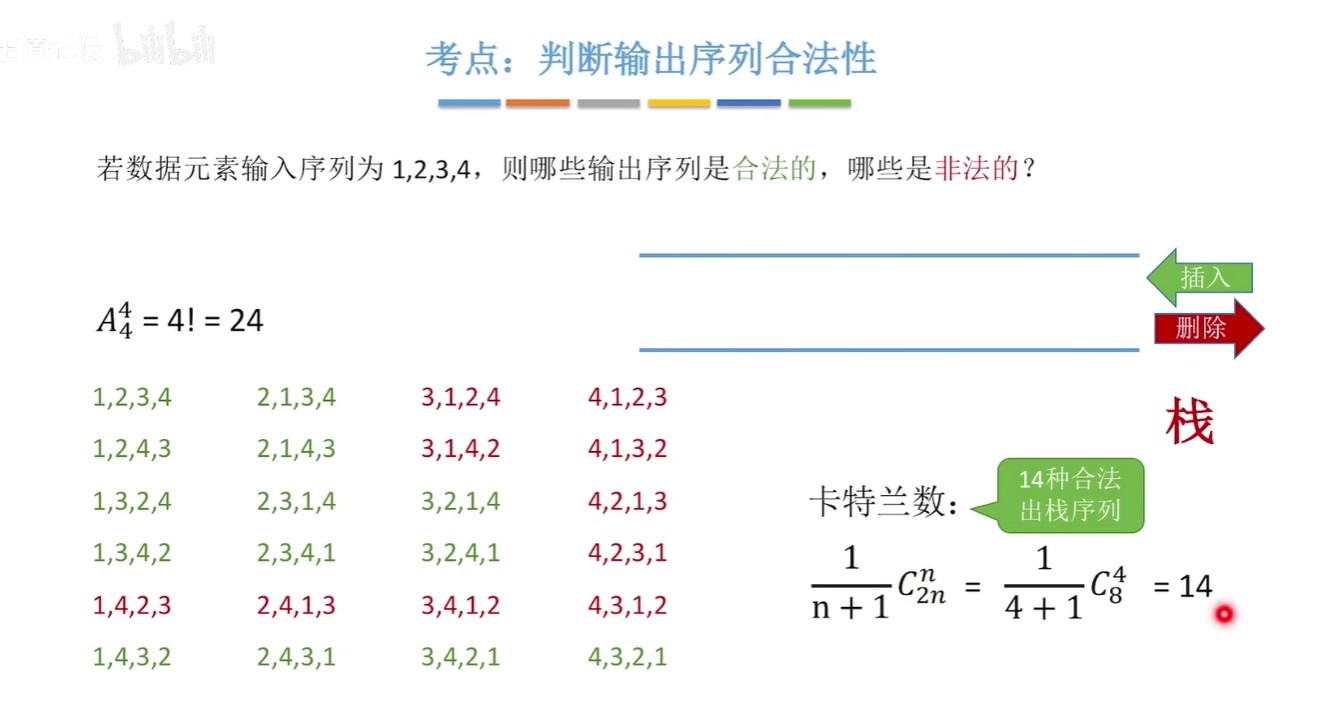 bilibili
考点：判断输出序列合法性
若数据元素输入序列为 1,2,3,4，则哪些输出序列是合法的，哪些是非法的？
插入
删除
栈
A₄⁴ = 4! = 24
1,2,3,4 2,1,3,4 3,1,2,4 4,1,2,3
1,2,4,3 2,1,4,3 3,1,4,2 4,1,3,2
1,3,2,4 2,3,1,4 3,2,1,4 4,2,1,3
1,3,4,2 2,3,4,1 3,2,4,1 4,2,3,1
1,4,2,3 2,4,1,3 3,4,1,2 4,3,1,2
1,4,3,2 2,4,3,1 3,4,2,1 4,3,2,1
卡特兰数：
14种合法
出栈序列
\frac{1}{n+1} C_{2n}^{n} = \frac{1}{4+1} C_{8}^{4} = 14